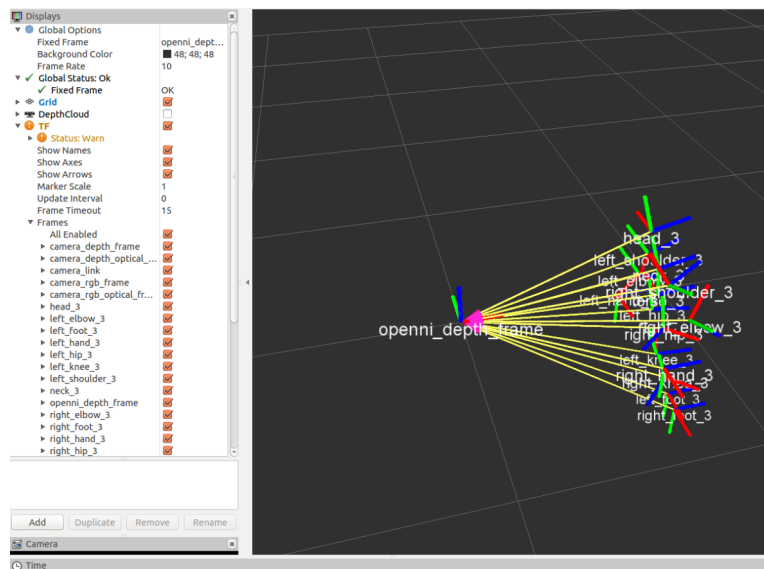 Displays
Global Options
Fixed Frame openni_dept...
Background Color 48; 48; 48
Frame Rate 10
Global Status: Ok
Fixed Frame OK
Grid
DepthCloud
TF
Status: Warn
Show Names
Show Axes
Show Arrows
Marker Scale 1
Update Interval 0
Frame Timeout 15
Frames
All Enabled
camera_depth_frame
camera_depth_optical_...
camera_link
camera_rgb_frame
camera_rgb_optical_fr...
head_3
left_elbow_3
left_foot_3
left_hand_3
left_hip_3
left_knee_3
left_shoulder_3
neck_3
openni_depth_frame
right_elbow_3
right_foot_3
right_hand_3
right_hip_3
Add Duplicate Remove Rename
Camera
Time
head_3
left_shoulder_3
right_shoulder_3
openni_depth_frame
right_elbow_3
right_hip_3
left_knee_3
right_hand_3
left_foot_3
right_foot_3